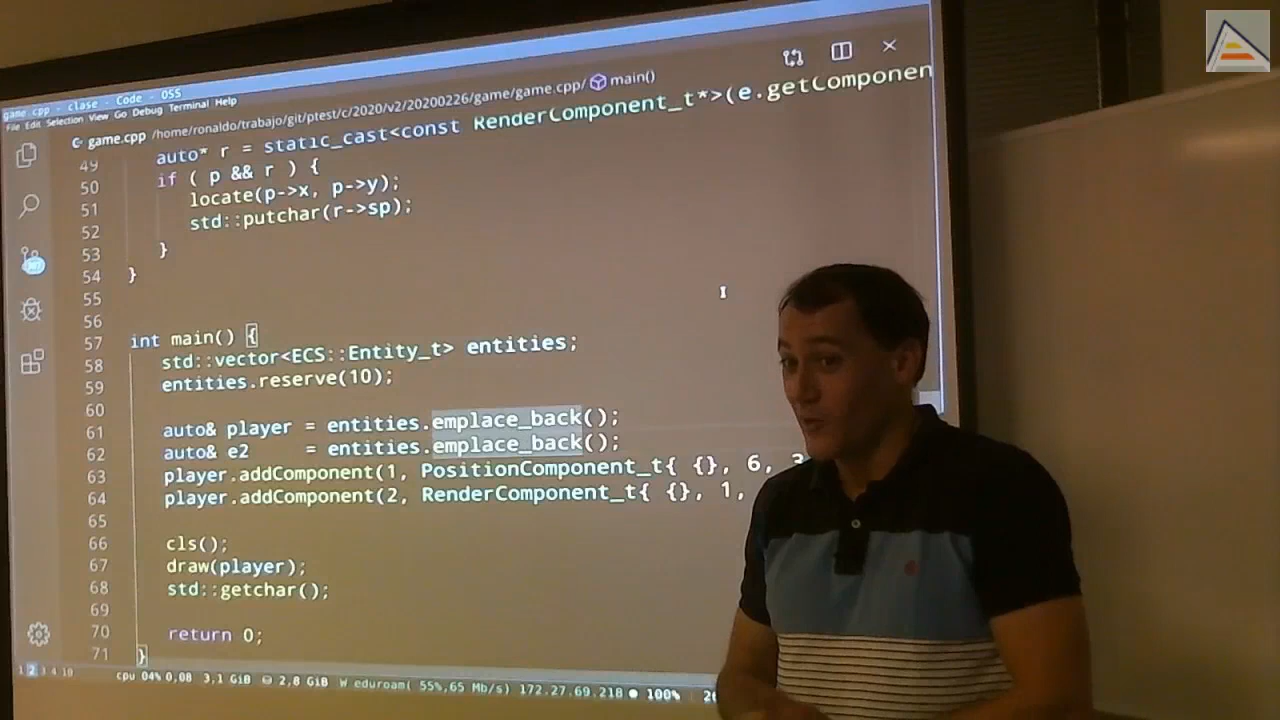 game.cpp - clase - Code - OSS
File Edit Selection View Go Debug Terminal Help
game.cpp /home/ronaldo/trabajo/git/ptest/c/2020/v2/20200226/game/game.cpp/ main()
49 auto* r = static_cast<const RenderComponent_t*>(e.getComponen
50 if ( p && r ) {
51 locate(p->x, p->y);
52 std::putchar(r->sp);
53 }
54 }
55
56
57 int main() {
58 std::vector<ECS::Entity_t> entities;
59 entities.reserve(10);
60
61 auto& player = entities.emplace_back();
62 auto& e2 = entities.emplace_back();
63 player.addComponent(1, PositionComponent_t{ {}, 6, 3
64 player.addComponent(2, RenderComponent_t{ {}, 1,
65
66 cls();
67 draw(player);
68 std::getchar();
69
70 return 0;
71 }
1 2 3 4 10 cpu 04% 0,08 3,1 GiB 2,8 GiB W eduroam( 55%,65 Mb/s) 172.27.69.218 100%